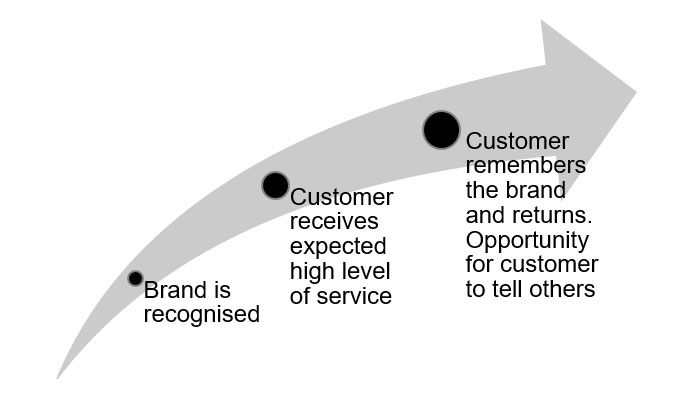 Brand is
recognised
Customer
receives
expected
high level
of service
Customer
remembers
the brand
and returns.
Opportunity
for customer
to tell others